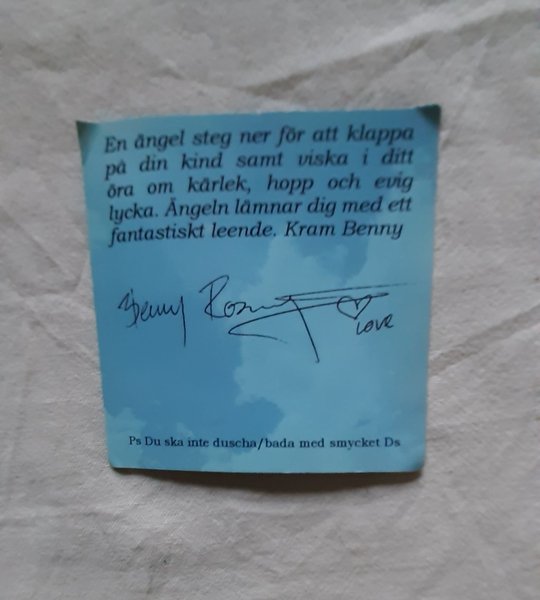 En ängel steg ner för att klappa
på din kind samt viska i ditt
öra om kärlek, hopp och evig
lycka. Ängeln lämnar dig med ett
fantastiskt leende. Kram Benny
Benny
Love
Ps Du ska inte duscha/bada med smycket Ds